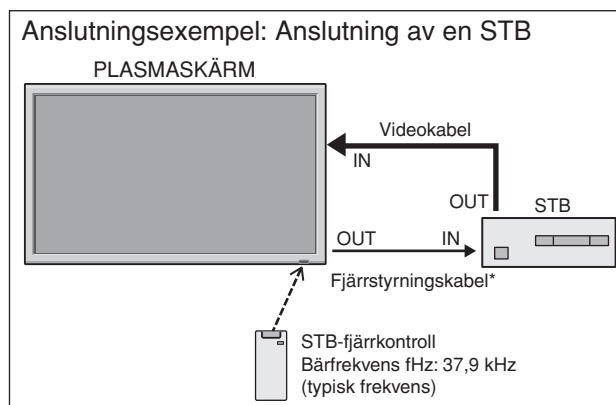 Anslutningsexempel: Anslutning av en STB
PLASMASKÄRM
Videokabel
IN
OUT
STB
OUT
IN
Fjärrstyrningskabel*
STB-fjärrkontroll
Bärfrekvens fHz: 37,9 kHz
(typisk frekvens)